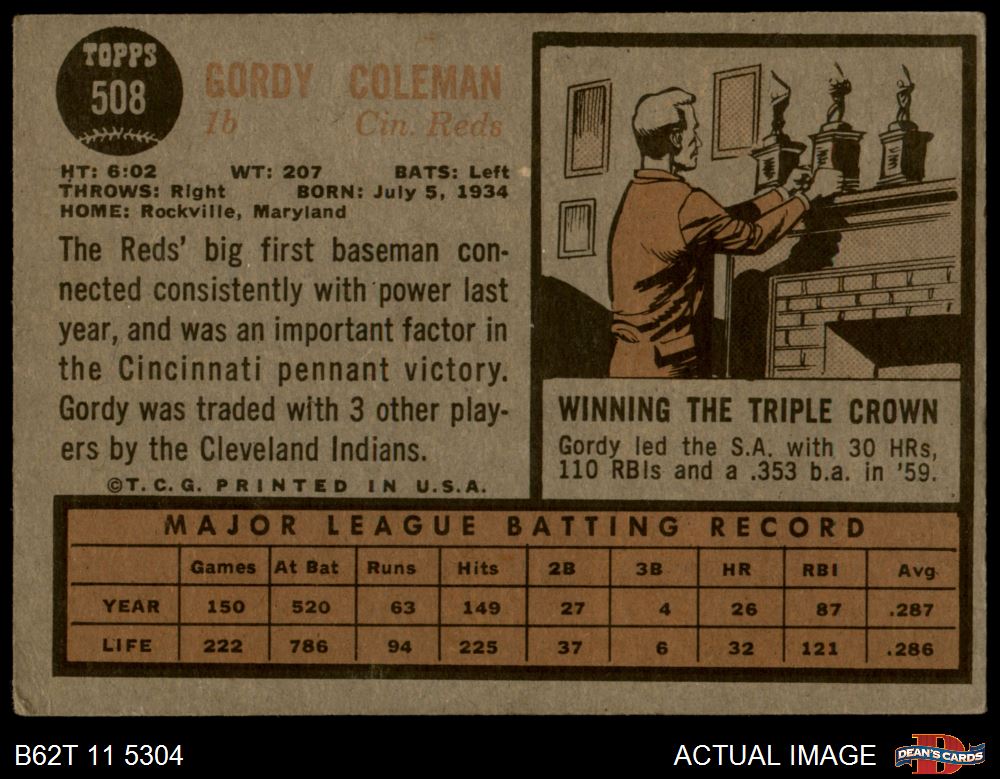 TOPPS
508
GORDY COLEMAN
1b Cin. Reds
HT: 6:02 WT: 207 BATS: Left
THROWS: Right BORN: July 5, 1934
HOME: Rockville, Maryland
The Reds' big first baseman con-
nected consistently with power last
year, and was an important factor in
the Cincinnati pennant victory.
Gordy was traded with 3 other play-
ers by the Cleveland Indians.
©T.C.G. PRINTED IN U.S.A.
WINNING THE TRIPLE CROWN
Gordy led the S.A. with 30 HRs,
110 RBIs and a .353 b.a. in '59.
MAJOR LEAGUE BATTING RECORD
Games At Bat Runs Hits 2B 3B HR RBI Avg.
YEAR 150 520 63 149 27 4 26 87 .287
LIFE 222 786 94 225 37 6 32 121 .286
B62T 11 5304 ACTUAL IMAGE DEAN'S CARDS